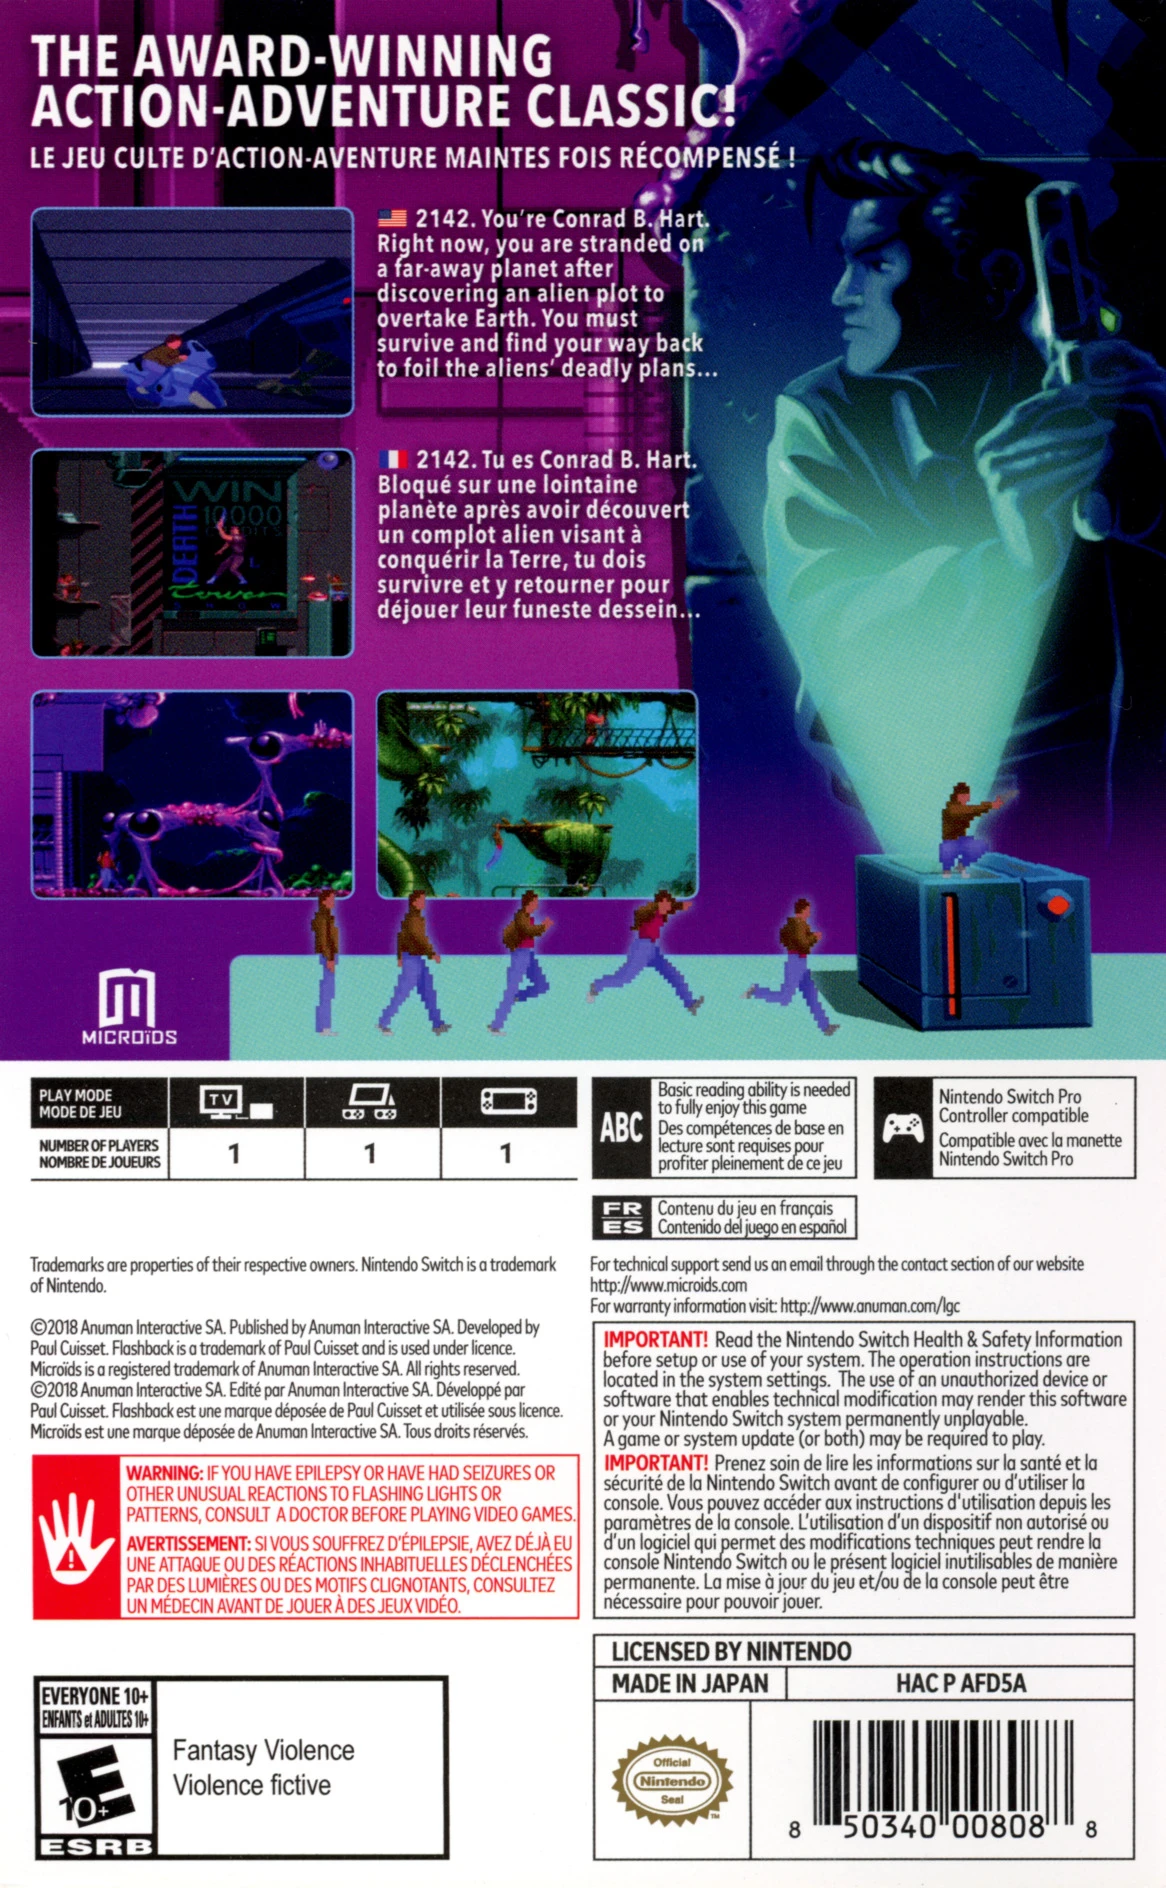 THE AWARD-WINNING
ACTION-ADVENTURE CLASSIC!
LE JEU CULTE D'ACTION-AVENTURE MAINTES FOIS RÉCOMPENSÉ !
2142. You're Conrad B. Hart.
Right now, you are stranded on
a far-away planet after
discovering an alien plot to
overtake Earth. You must
survive and find your way back
to foil the aliens' deadly plans...
WIN
10000
DEATH
tower
SHOW
2142. Tu es Conrad B. Hart.
Bloqué sur une lointaine
planète après avoir découvert
un complot alien visant à
conquérir la Terre, tu dois
survivre et y retourner pour
déjouer leur funeste dessein...
MICROÏDS
PLAY MODE
MODE DE JEU
TV
NUMBER OF PLAYERS
NOMBRE DE JOUEURS
1
1
1
ABC
Basic reading ability is needed
to fully enjoy this game
Des compétences de base en
lecture sont requises pour
profiter pleinement de ce jeu
Nintendo Switch Pro
Controller compatible
Compatible avec la manette
Nintendo Switch Pro
FR
ES
Contenu du jeu en français
Contenido del juego en español
Trademarks are properties of their respective owners. Nintendo Switch is a trademark
of Nintendo.
©2018 Anuman Interactive SA. Published by Anuman Interactive SA. Developed by
Paul Cuisset. Flashback is a trademark of Paul Cuisset and is used under licence.
Microïds is a registered trademark of Anuman Interactive SA. All rights reserved.
©2018 Anuman Interactive SA. Edité par Anuman Interactive SA. Développé par
Paul Cuisset. Flashback est une marque déposée de Paul Cuisset et utilisée sous licence.
Microïds est une marque déposée de Anuman Interactive SA. Tous droits réservés.
WARNING: IF YOU HAVE EPILEPSY OR HAVE HAD SEIZURES OR
OTHER UNUSUAL REACTIONS TO FLASHING LIGHTS OR
PATTERNS, CONSULT A DOCTOR BEFORE PLAYING VIDEO GAMES.
AVERTISSEMENT: SI VOUS SOUFFREZ D'ÉPILEPSIE, AVEZ DÉJÀ EU
UNE ATTAQUE OU DES RÉACTIONS INHABITUELLES DÉCLENCHÉES
PAR DES LUMIÈRES OU DES MOTIFS CLIGNOTANTS, CONSULTEZ
UN MÉDECIN AVANT DE JOUER À DES JEUX VIDÉO.
For technical support send us an email through the contact section of our website
http://www.microids.com
For warranty information visit: http://www.anuman.com/lgc
IMPORTANT! Read the Nintendo Switch Health & Safety Information
before setup or use of your system. The operation instructions are
located in the system settings. The use of an unauthorized device or
software that enables technical modification may render this software
or your Nintendo Switch system permanently unplayable.
A game or system update (or both) may be required to play.
IMPORTANT! Prenez soin de lire les informations sur la santé et la
sécurité de la Nintendo Switch avant de configurer ou d'utiliser la
console. Vous pouvez accéder aux instructions d'utilisation depuis les
paramètres de la console. L'utilisation d'un dispositif non autorisé ou
d'un logiciel qui permet des modifications techniques peut rendre la
console Nintendo Switch ou le présent logiciel inutilisables de manière
permanente. La mise à jour du jeu et/ou de la console peut être
nécessaire pour pouvoir jouer.
EVERYONE 10+
ENFANTS et ADULTES 10+
E
10+
ESRB
Fantasy Violence
Violence fictive
LICENSED BY NINTENDO
MADE IN JAPAN
HAC P AFD5A
Official
Nintendo
Seal
TM
8 50340 00808 8